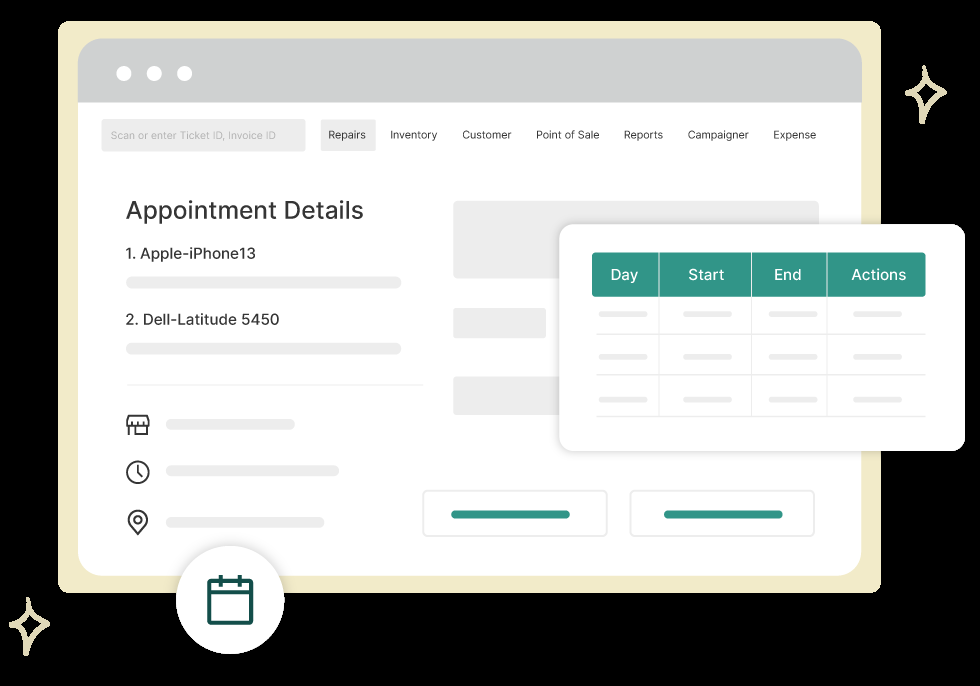 Scan or enter Ticket ID, Invoice ID Repairs Inventory Customer Point of Sale Reports Campaigner Expense
Appointment Details
1. Apple-iPhone13
2. Dell-Latitude 5450
Day Start End Actions